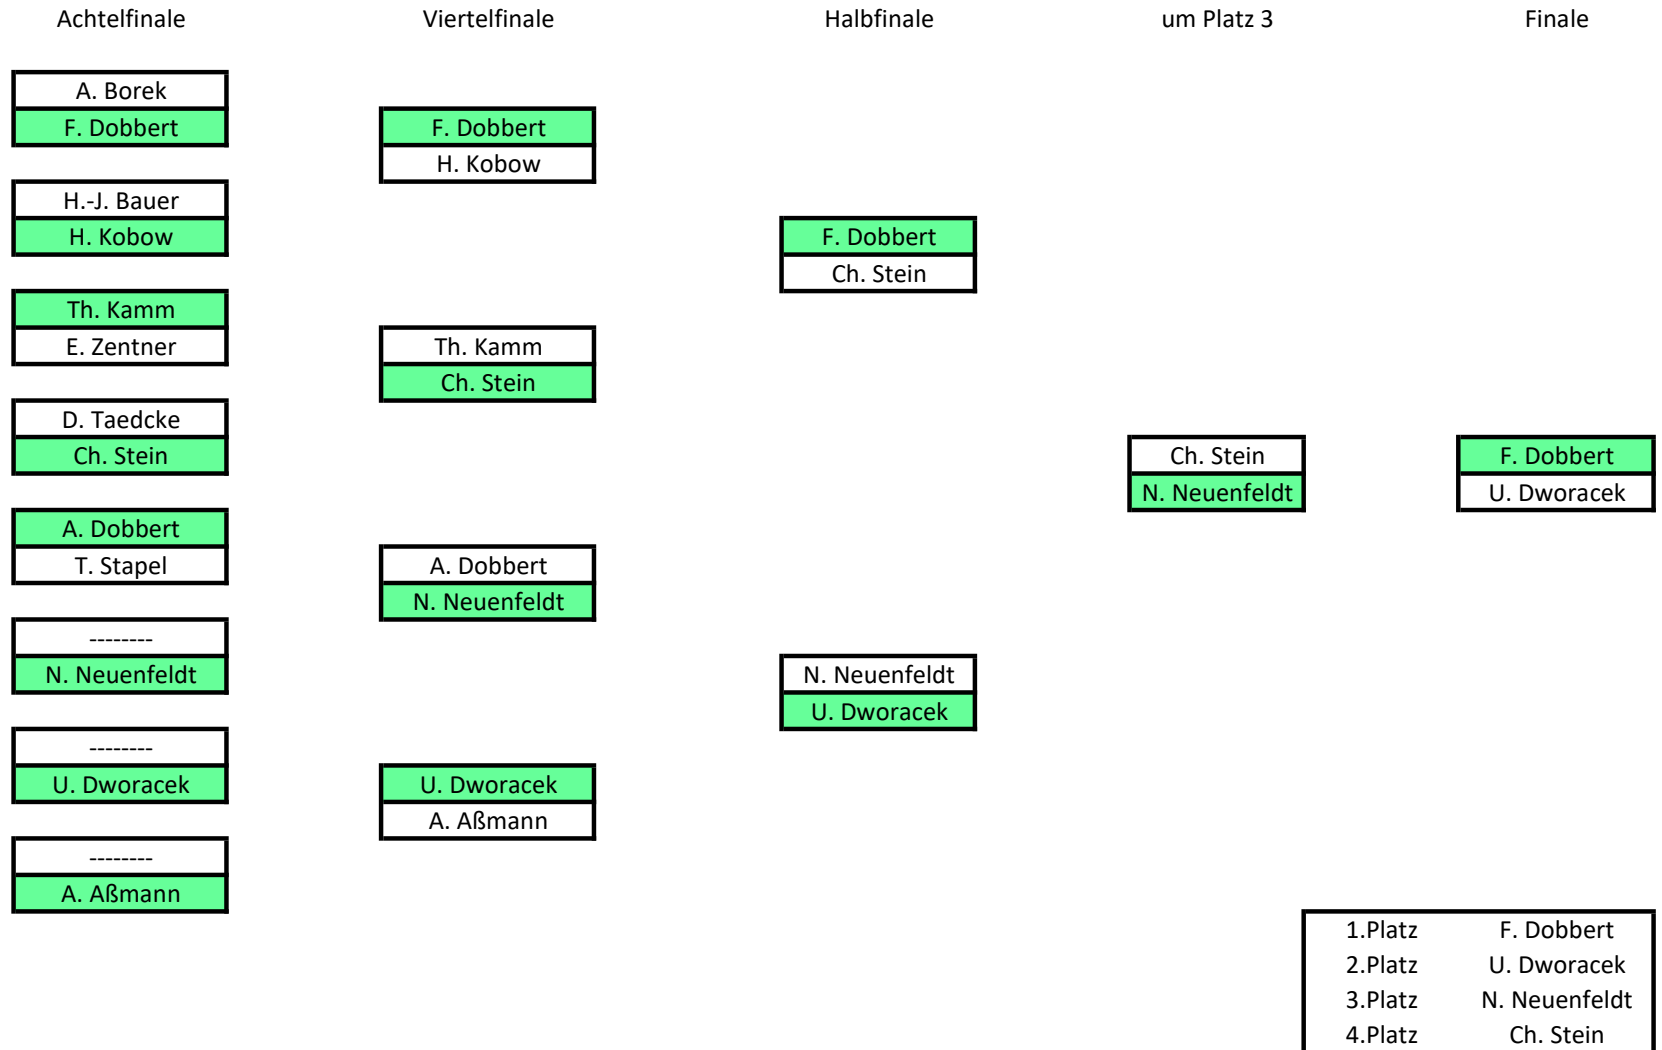 Achtelfinale Viertelfinale Halbfinale um Platz 3 Finale
A. Borek
F. Dobbert F. Dobbert
H. Kobow
H.-J. Bauer
H. Kobow F. Dobbert
Ch. Stein
Th. Kamm
E. Zentner Th. Kamm
Ch. Stein
D. Taedcke
Ch. Stein Ch. Stein F. Dobbert
N. Neuenfeldt U. Dworacek
A. Dobbert
T. Stapel A. Dobbert
N. Neuenfeldt
--------
N. Neuenfeldt N. Neuenfeldt
U. Dworacek
--------
U. Dworacek U. Dworacek
A. Aßmann
--------
A. Aßmann
1.Platz F. Dobbert
2.Platz U. Dworacek
3.Platz N. Neuenfeldt
4.Platz Ch. Stein